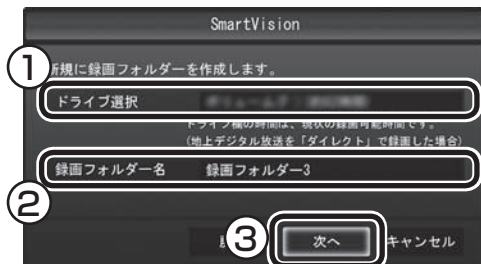 SmartVision
①
新規に録画フォルダーを作成します。
ドライブ選択
ドライブ欄の時間は、現状の録画可能時間です。
(地上デジタル放送を「ダイレクト」で録画した場合)
録画フォルダー名 録画フォルダー3
②
③ 次へ キャンセル